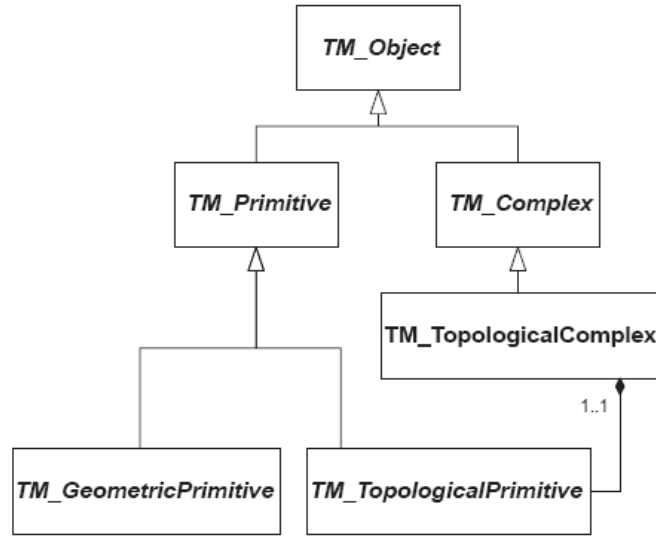 TM_Object
TM_Primitive
TM_Complex
TM_TopologicalComplex
1..1
TM_GeometricPrimitive
TM_TopologicalPrimitive